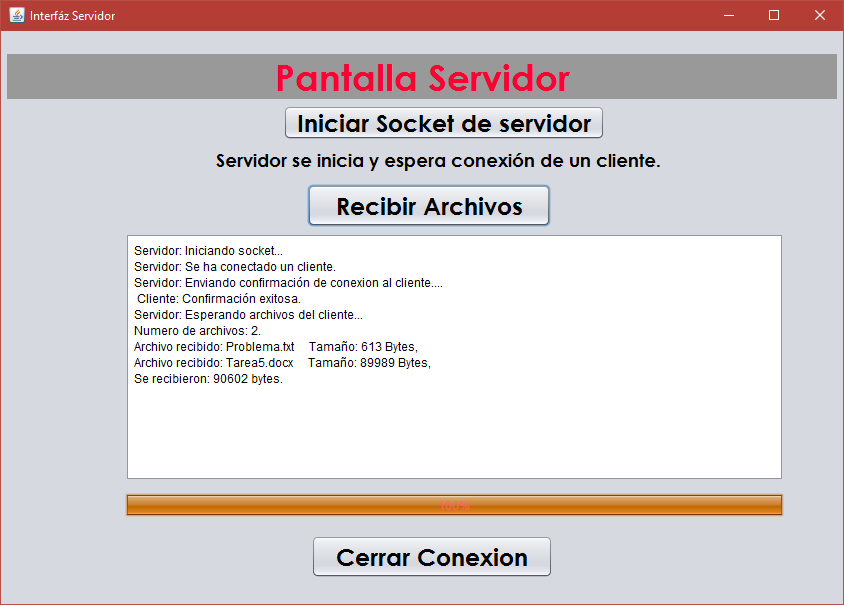 Interfáz Servidor
Pantalla Servidor
Iniciar Socket de servidor
Servidor se inicia y espera conexión de un cliente.
Recibir Archivos
Servidor: Iniciando socket...
Servidor: Se ha conectado un cliente.
Servidor: Enviando confirmación de conexion al cliente....
Cliente: Confirmación exitosa.
Servidor: Esperando archivos del cliente...
Numero de archivos: 2.
Archivo recibido: Problema.txt Tamaño: 613 Bytes,
Archivo recibido: Tarea5.docx Tamaño: 89989 Bytes,
Se recibieron: 90602 bytes.
100%
Cerrar Conexion